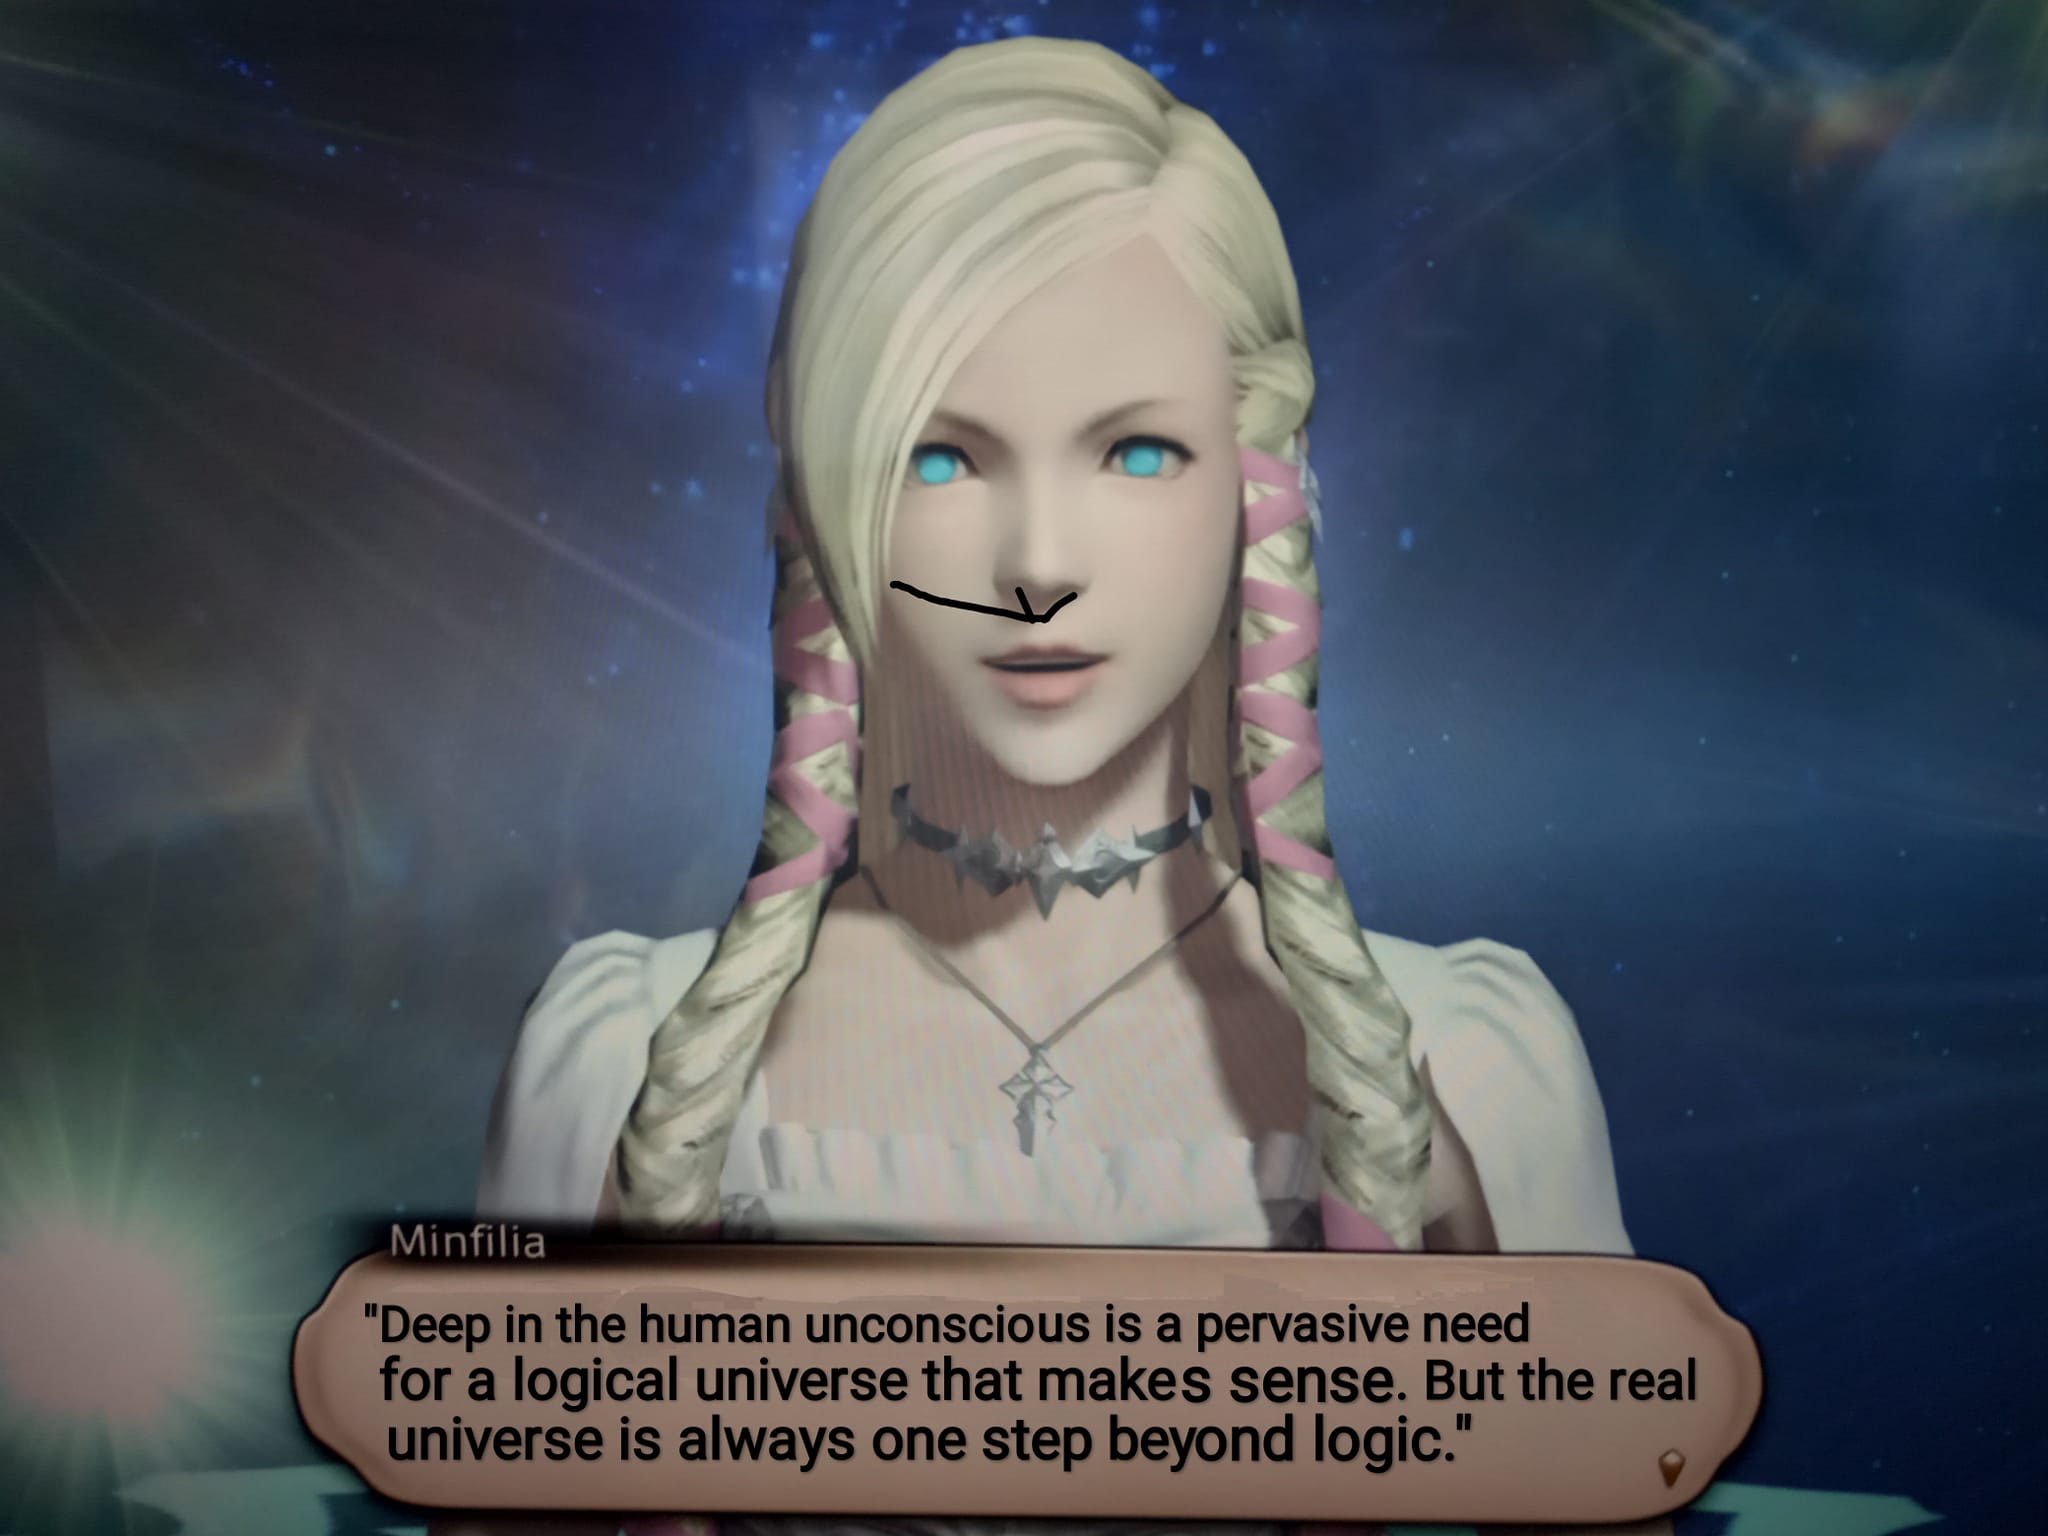 Minfilia
"Deep in the human unconscious is a pervasive need
for a logical universe that makes sense. But the real
universe is always one step beyond logic."